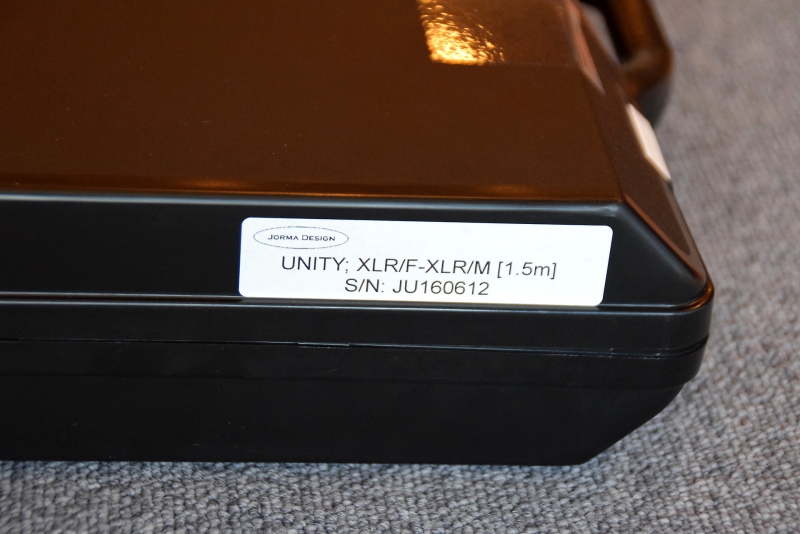 JORMA DESIGN
UNITY; XLR/F-XLR/M [1.5m]
S/N: JU160612